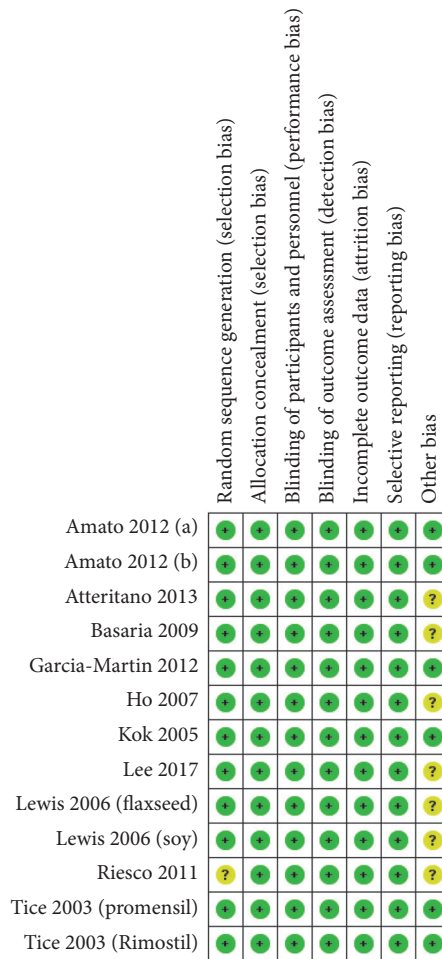 Random sequence generation (selection bias)
Allocation concealment (selection bias)
Blinding of participants and personnel (performance bias)
Blinding of outcome assessment (detection bias)
Incomplete outcome data (attrition bias)
Selective reporting (reporting bias)
Other bias
Amato 2012 (a) + + + + + + +
Amato 2012 (b) + + + + + + +
Atteritano 2013 + + + + + + ?
Basaria 2009 + + + + + + ?
Garcia-Martin 2012 + + + + + + +
Ho 2007 + + + + + + ?
Kok 2005 + + + + + + +
Lee 2017 + + + + + + ?
Lewis 2006 (flaxseed) + + + + + + ?
Lewis 2006 (soy) + + + + + + ?
Riesco 2011 ? + + + + + ?
Tice 2003 (promensil) + + + + + + +
Tice 2003 (Rimostil) + + + + + + +